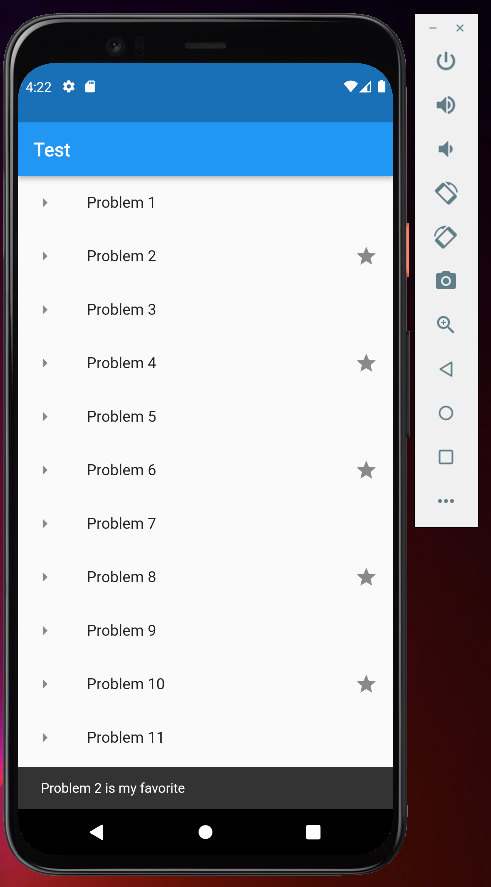 4:22
Test
Problem 1
Problem 2
Problem 3
Problem 4
Problem 5
Problem 6
Problem 7
Problem 8
Problem 9
Problem 10
Problem 11
Problem 2 is my favorite